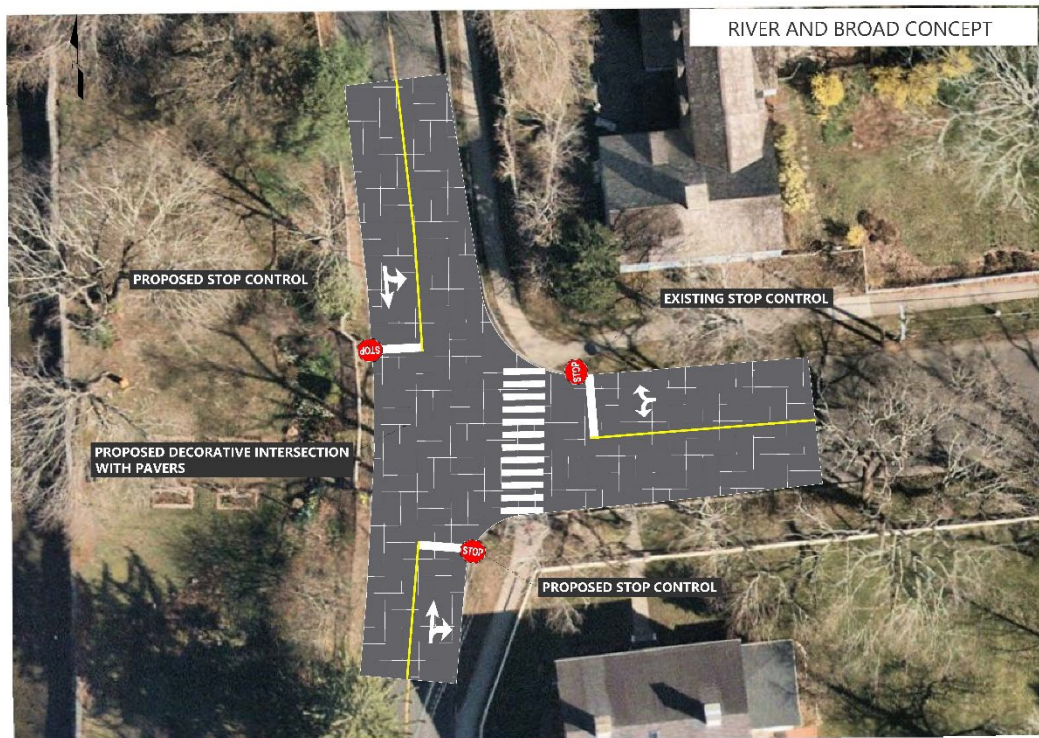 RIVER AND BROAD CONCEPT
PROPOSED STOP CONTROL
EXISTING STOP CONTROL
STOP
STOP
PROPOSED DECORATIVE INTERSECTION
WITH PAVERS
STOP
PROPOSED STOP CONTROL